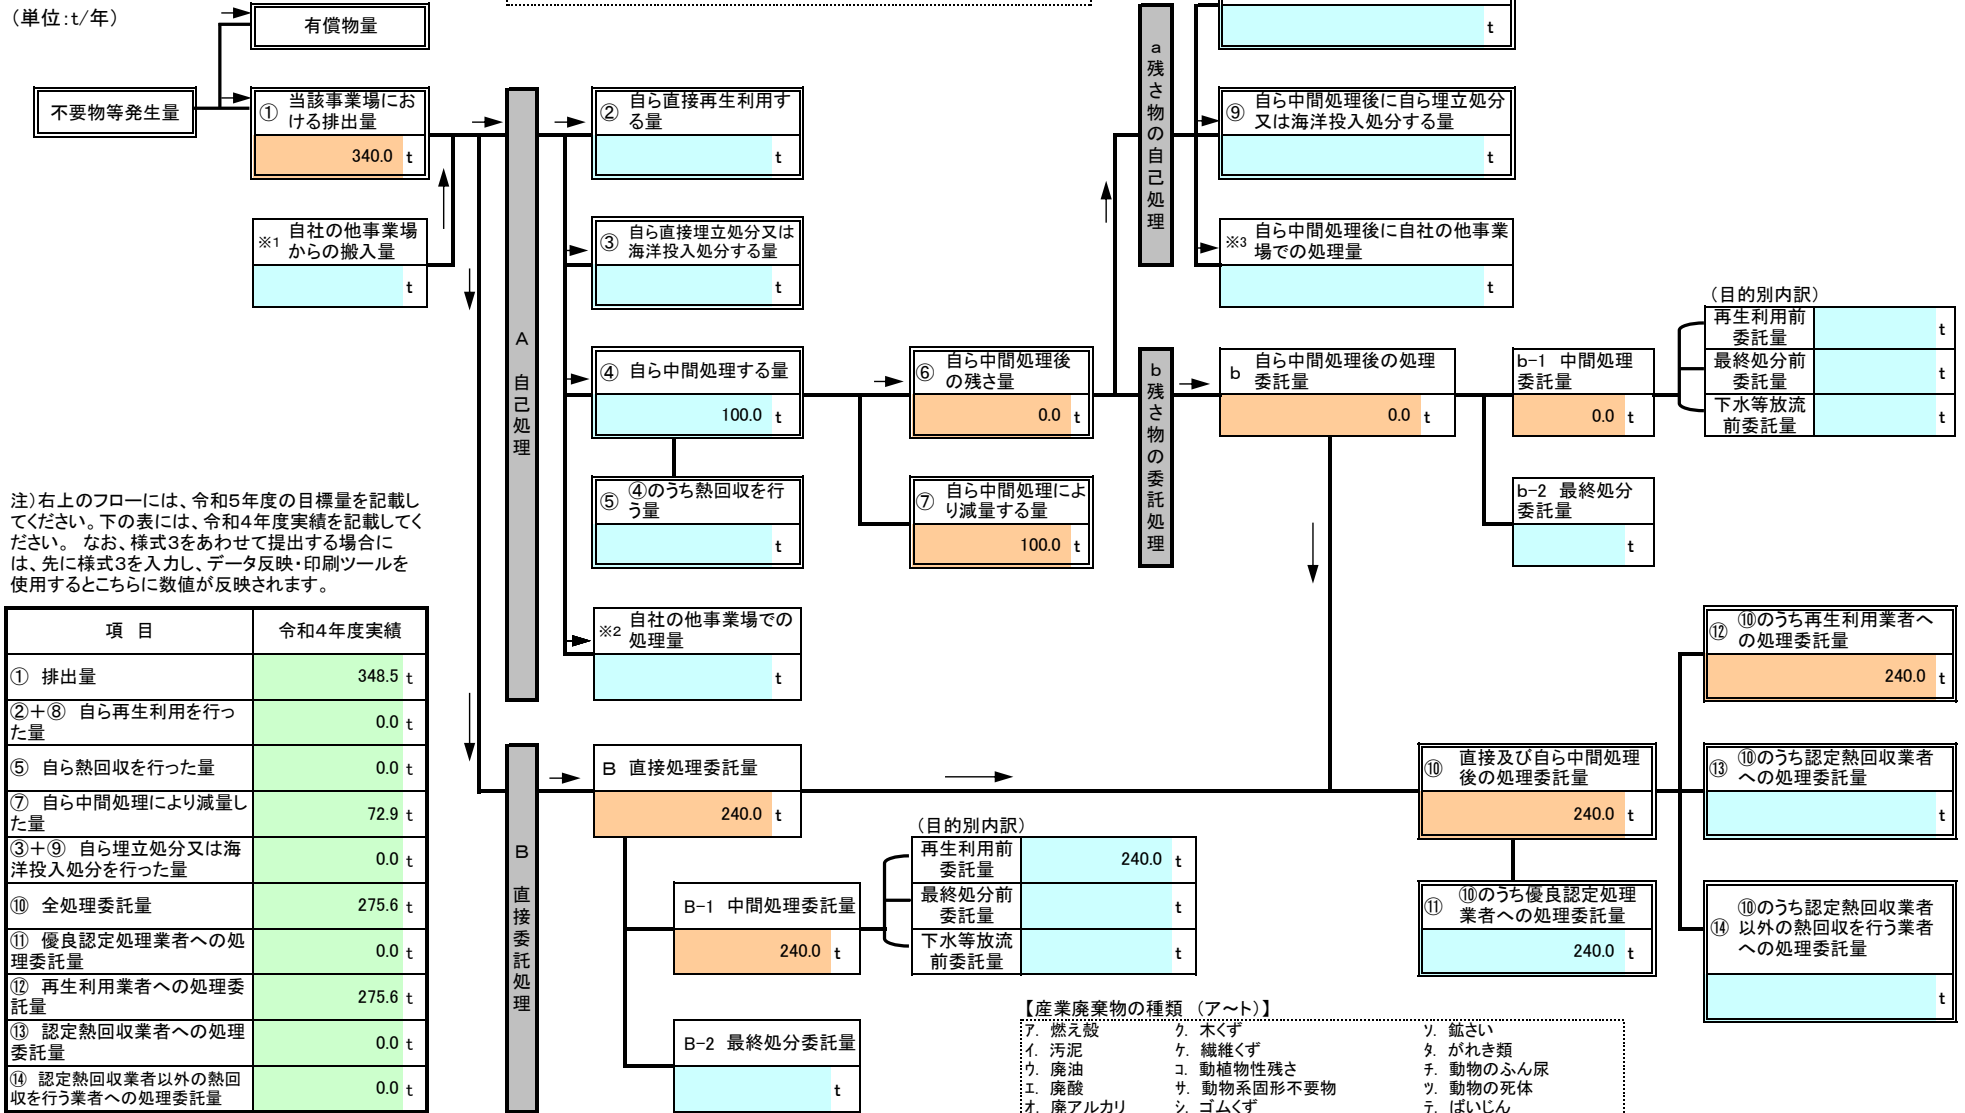 （単位:t/年）
有償物量
不要物等発生量
① 当該事業場にお
ける排出量
340.0 t
※1 自社の他事業場
からの搬入量
t
A 自己処理
② 自ら直接再生利用す
る量
t
③ 自ら直接埋立処分又は
海洋投入処分する量
t
④ 自ら中間処理する量
100.0 t
⑤ ④のうち熱回収を行
う量
t
※2 自社の他事業場での
処理量
t
⑥ 自ら中間処理後
の残さ量
0.0 t
⑦ 自ら中間処理によ
り減量する量
100.0 t
a 残さ物の自己処理
t
⑨ 自ら中間処理後に自ら埋立処分
又は海洋投入処分する量
t
※3 自ら中間処理後に自社の他事業
場での処理量
t
b 残さ物の委託処理
b 自ら中間処理後の処理
委託量
0.0 t
b-1 中間処理
委託量
0.0 t
（目的別内訳）
再生利用前
委託量
t
最終処分前
委託量
t
下水等放流
前委託量
t
b-2 最終処分
委託量
t
注）右上のフローには、令和5年度の目標量を記載し
てください。下の表には、令和4年度実績を記載してく
ださい。 なお、様式3をあわせて提出する場合に
は、先に様式3を入力し、データ反映・印刷ツールを
使用するとこちらに数値が反映されます。
項 目 令和4年度実績
① 排出量 348.5 t
②＋⑧ 自ら再生利用を行っ
た量 0.0 t
⑤ 自ら熱回収を行った量 0.0 t
⑦ 自ら中間処理により減量し
た量 72.9 t
③＋⑨ 自ら埋立処分又は海
洋投入処分を行った量 0.0 t
⑩ 全処理委託量 275.6 t
⑪ 優良認定処理業者への処
理委託量 0.0 t
⑫ 再生利用業者への処理委
託量 275.6 t
⑬ 認定熱回収業者への処理
委託量 0.0 t
⑭ 認定熱回収業者以外の熱回
収を行う業者への処理委託量 0.0 t
B 直接委託処理
B 直接処理委託量
240.0 t
B-1 中間処理委託量
240.0 t
（目的別内訳）
再生利用前
委託量
240.0 t
最終処分前
委託量
t
下水等放流
前委託量
t
B-2 最終処分委託量
t
⑩ 直接及び自ら中間処理
後の処理委託量
240.0 t
⑪ ⑩のうち優良認定処理
業者への処理委託量
240.0 t
⑫ ⑩のうち再生利用業者へ
の処理委託量
240.0 t
⑬ ⑩のうち認定熱回収業者
への処理委託量
t
⑭ ⑩のうち認定熱回収業者
以外の熱回収を行う業者
への処理委託量
t
【産業廃棄物の種類 （ア～ト）】
ア. 燃え殻 ク. 木くず ソ. 鉱さい
イ. 汚泥 ケ. 繊維くず タ. がれき類
ウ. 廃油 コ. 動植物性残さ チ. 動物のふん尿
エ. 廃酸 サ. 動物系固形不要物 ツ. 動物の死体
オ. 廃アルカリ シ. ゴムくず テ. ばいじん